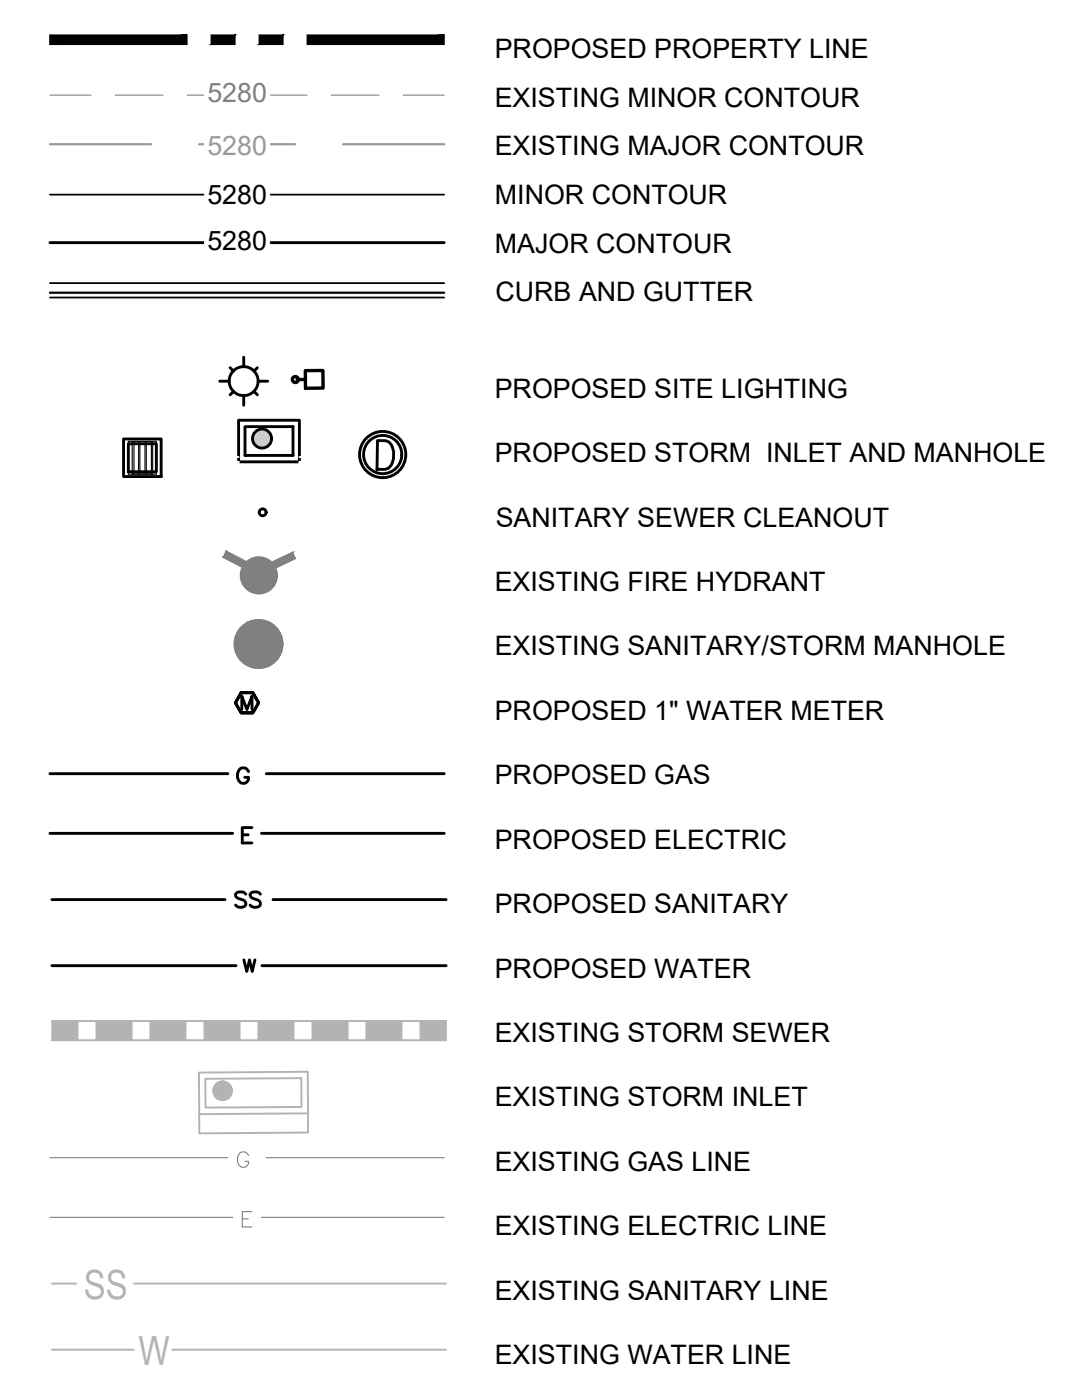 PROPOSED PROPERTY LINE
5280 EXISTING MINOR CONTOUR
5280 EXISTING MAJOR CONTOUR
5280 MINOR CONTOUR
5280 MAJOR CONTOUR
CURB AND GUTTER
PROPOSED SITE LIGHTING
D PROPOSED STORM INLET AND MANHOLE
SANITARY SEWER CLEANOUT
EXISTING FIRE HYDRANT
EXISTING SANITARY/STORM MANHOLE
M PROPOSED 1" WATER METER
G PROPOSED GAS
E PROPOSED ELECTRIC
SS PROPOSED SANITARY
W PROPOSED WATER
EXISTING STORM SEWER
EXISTING STORM INLET
G EXISTING GAS LINE
E EXISTING ELECTRIC LINE
SS EXISTING SANITARY LINE
W EXISTING WATER LINE